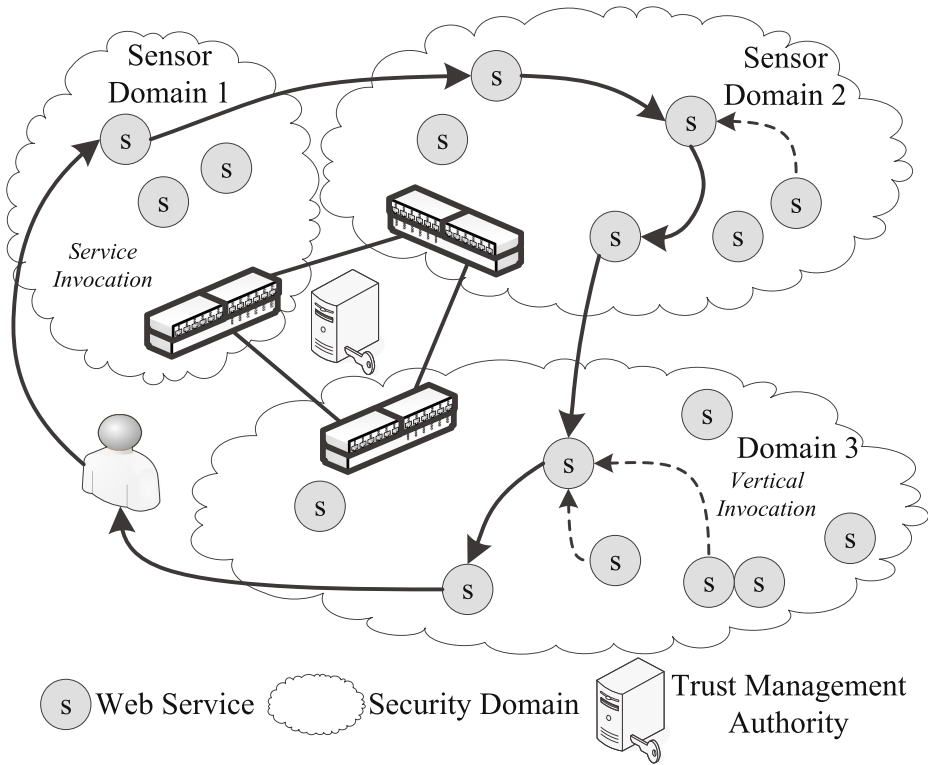 Sensor
Domain 1
Sensor
Domain 2
s
s
s
s
s
s
s
s
s
s
Service
Invocation
s
Domain 3
s
Vertical
Invocation
s
s
s
s
s
s
s Web Service
Security Domain
Trust Management
Authority